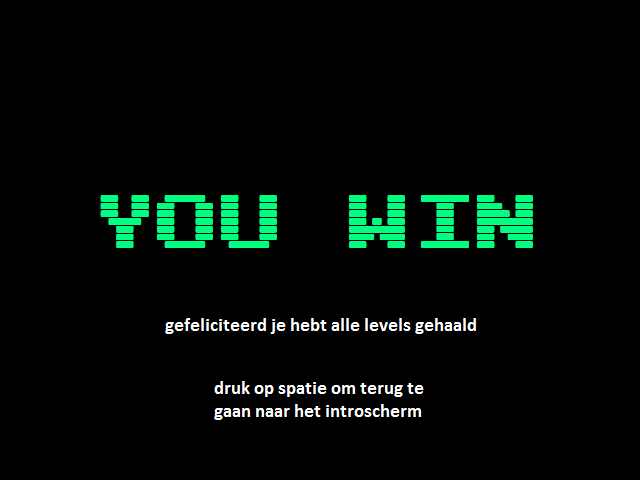 YOU WIN
gefeliciteerd je hebt alle levels gehaald
druk op spatie om terug te
gaan naar het introscherm